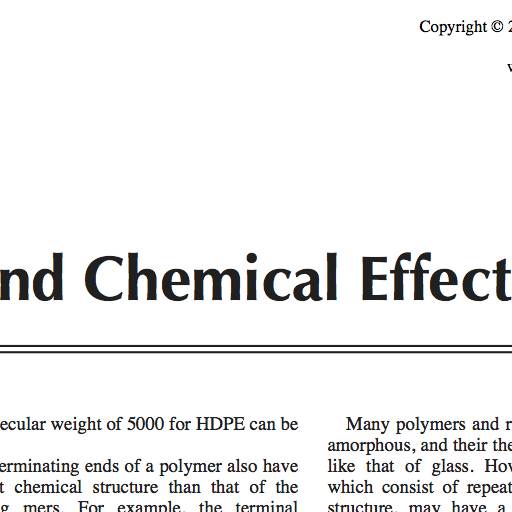 Copyright © 2
nd Chemical Effect
ecular weight of 5000 for HDPE can be
erminating ends of a polymer also have
t chemical structure than that of the
g mers. For example, the terminal
Many polymers and r
amorphous, and their the
like that of glass. Hov
which consist of repeat
structure, may have a